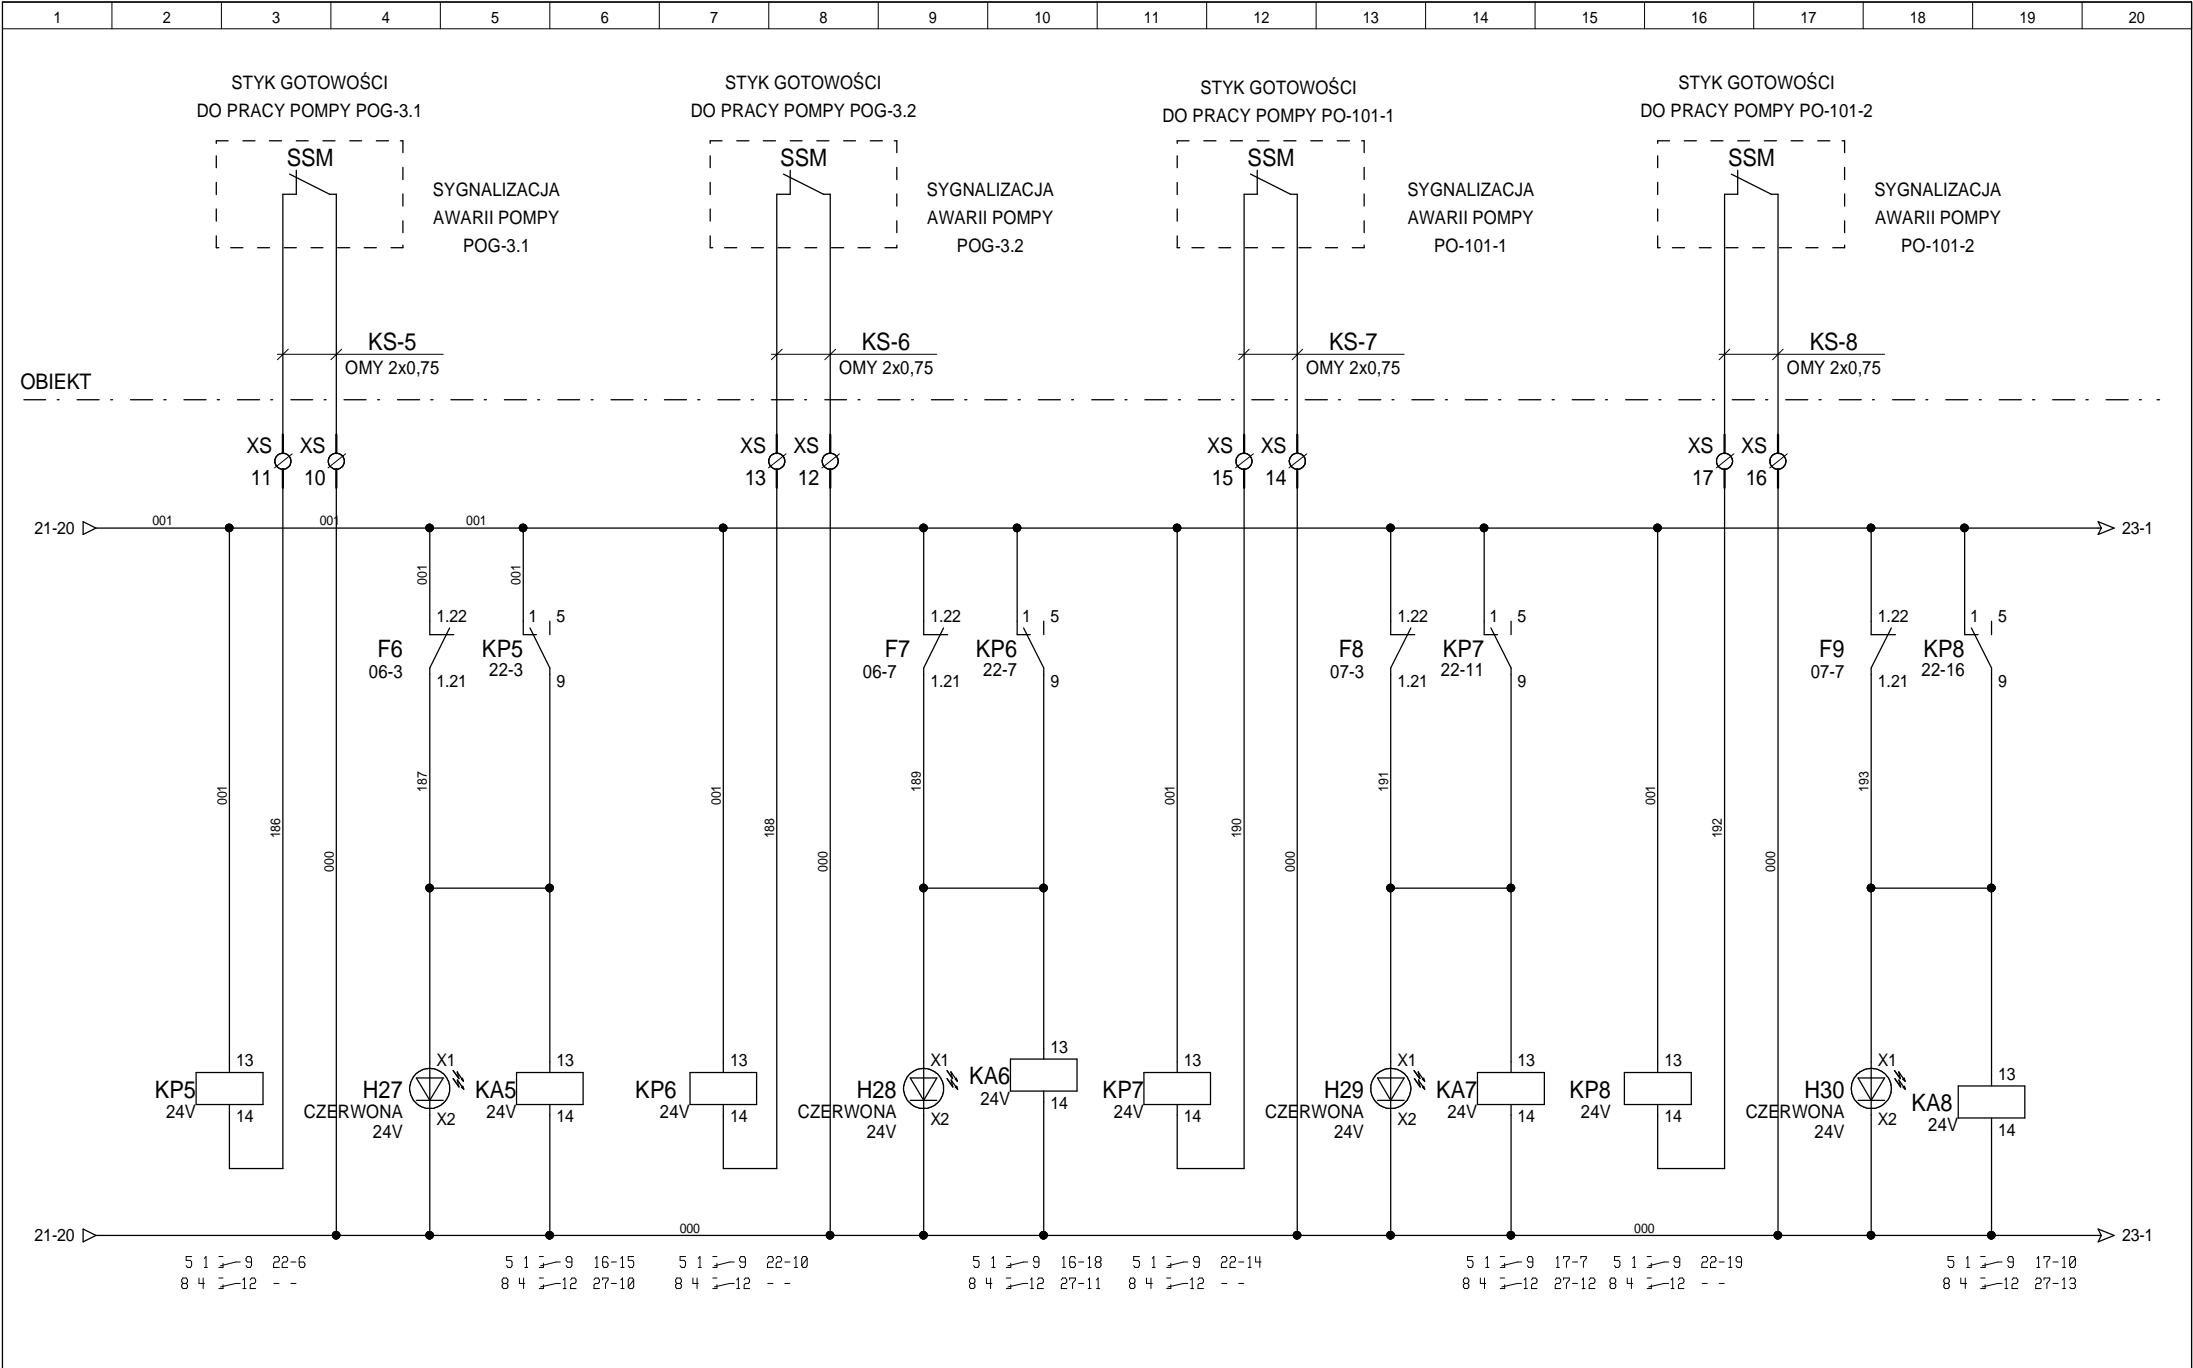 1 2 3 4 5 6 7 8 9 10 11 12 13 14 15 16 17 18 19 20
STYK GOTOWOŚCI
DO PRACY POMPY POG-3.1
SSM
SYGNALIZACJA
AWARII POMPY
POG-3.1
STYK GOTOWOŚCI
DO PRACY POMPY POG-3.2
SSM
SYGNALIZACJA
AWARII POMPY
POG-3.2
STYK GOTOWOŚCI
DO PRACY POMPY PO-101-1
SSM
SYGNALIZACJA
AWARII POMPY
PO-101-1
STYK GOTOWOŚCI
DO PRACY POMPY PO-101-2
SSM
SYGNALIZACJA
AWARII POMPY
PO-101-2
KS-5
OMY 2x0,75
KS-6
OMY 2x0,75
KS-7
OMY 2x0,75
KS-8
OMY 2x0,75
OBIEKT
XS XS XS XS XS XS XS XS
11 10 13 12 15 14 17 16
21-20 001 001 001 23-1
001 001
1.22 1 5 1.22 1 5 1.22 1 5 1.22 1 5
F6 KP5 F7 KP6 F8 KP7 F9 KP8
06-3 22-3 06-7 22-7 07-3 22-11 07-7 22-16
1.21 9 1.21 9 1.21 9 1.21 9
001 186 000 187 001 188 000 189 001 190 000 191 001 192 000 193
KP5
24V
13
14
H27
CZERWONA
24V
X1
X2
KA5
24V
13
14
KP6
24V
13
14
H28
CZERWONA
24V
X1
X2
KA6
24V
13
14
KP7
24V
13
14
H29
CZERWONA
24V
X1
X2
KA7
24V
13
14
KP8
24V
13
14
H30
CZERWONA
24V
X1
X2
KA8
24V
13
14
21-20 000 000 23-1
5 1 9 22-6 5 1 9 16-15 5 1 9 22-10 5 1 9 16-18 5 1 9 22-14 5 1 9 17-7 5 1 9 22-19 5 1 9 17-10
8 4 12 - - 8 4 12 27-10 8 4 12 - - 8 4 12 27-11 8 4 12 - - 8 4 12 27-12 8 4 12 - - 8 4 12 27-13